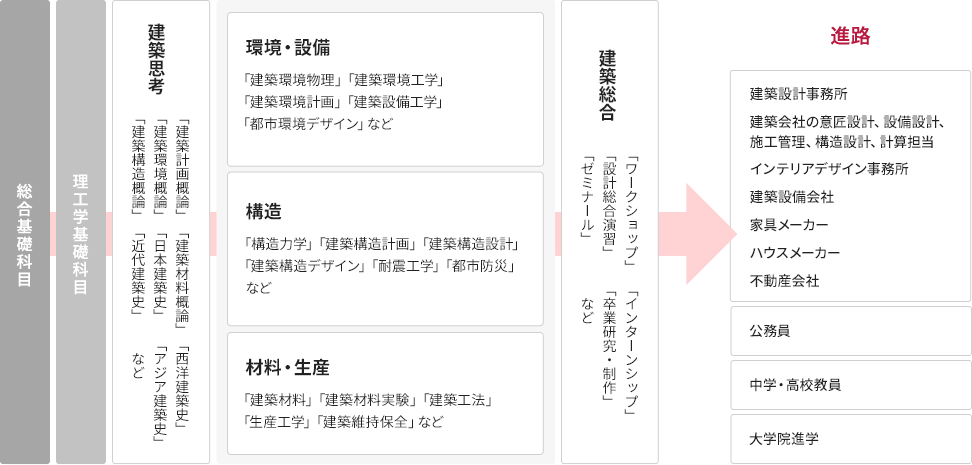 総合基礎科目
理工学基礎科目
建築思考
「建築計画概論」「建築材料概論」「西洋建築史」
「建築環境概論」「日本建築史」「アジア建築史」
「建築構造概論」「近代建築史」など
環境・設備
「建築環境物理」「建築環境工学」
「建築環境計画」「建築設備工学」
「都市環境デザイン」など
構造
「構造力学」「建築構造計画」「建築構造設計」
「建築構造デザイン」「耐震工学」「都市防災」
など
材料・生産
「建築材料」「建築材料実験」「建築工法」
「生産工学」「建築維持保全」など
建築総合
「ワークショップ」「インターンシップ」
「設計総合演習」「卒業研究・制作」
「ゼミナール」など
進路
建築設計事務所
建築会社の意匠設計、設備設計、
施工管理、構造設計、計算担当
インテリアデザイン事務所
建築設備会社
家具メーカー
ハウスメーカー
不動産会社
公務員
中学・高校教員
大学院進学